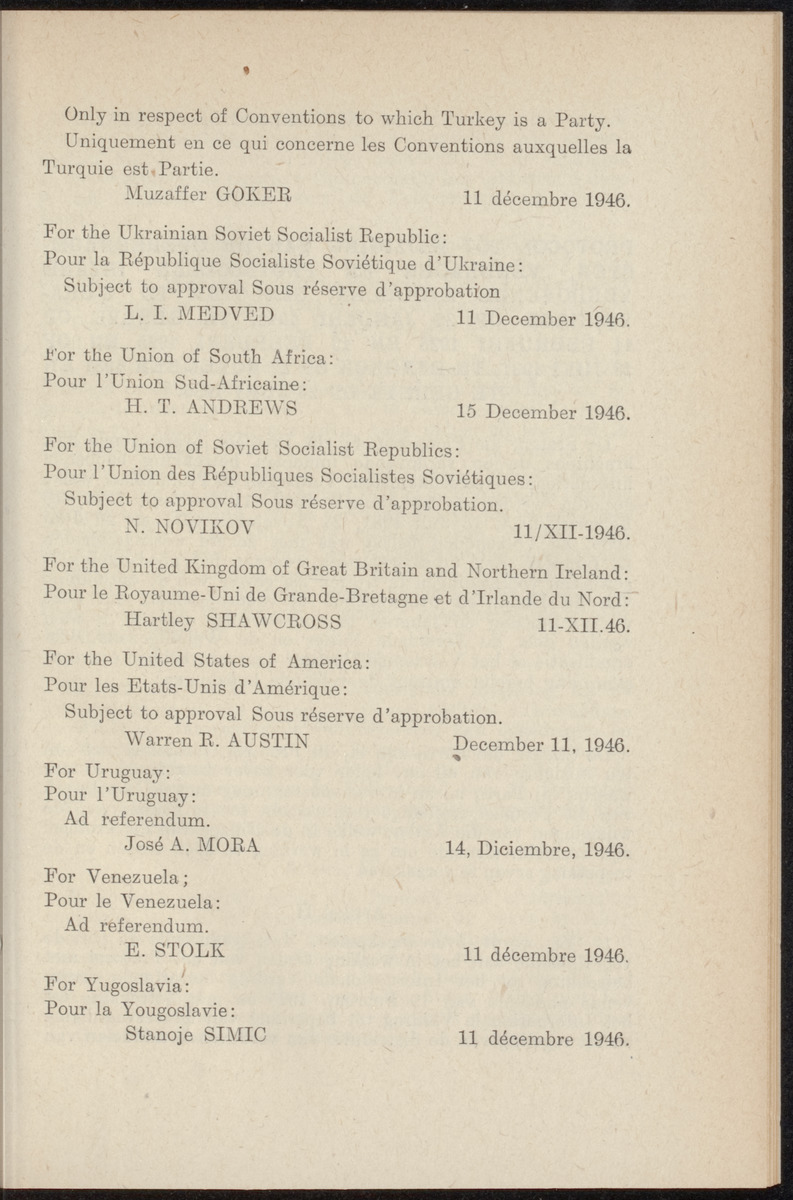 Only in respect of Conventions to which Turkey is a Party.
Uniquement en ce qui concerne les Conventions auxquelles la
Turquie est Partie.
Muzaffer GOKER 11 décembre 1946.
For the Ukrainian Soviet Socialist Republic:
Pour la République Socialiste Soviétique d'Ukraine:
Subject to approval Sous réserve d'approbation
L. I. MEDVED 11 December 1946.
For the Union of South Africa:
Pour l'Union Sud-Africaine:
H. T. ANDREWS 15 December 1946.
For the Union of Soviet Socialist Republics:
Pour l'Union des Républiques Socialistes Soviétiques:
Subject to approval Sous réserve d'approbation.
N. NOVIKOV 11/XII-1946.
For the United Kingdom of Great Britain and Northern Ireland:
Pour le Royaume-Uni de Grande-Bretagne et d'Irlande du Nord:
Hartley SHAWCROSS 11-XII.46.
For the United States of America:
Pour les Etats-Unis d'Amérique:
Subject to approval Sous réserve d'approbation.
Warren R. AUSTIN December 11, 1946.
For Uruguay:
Pour l'Uruguay:
Ad referendum.
José A. MORA 14, Diciembre, 1946.
For Venezuela;
Pour le Venezuela:
Ad referendum.
E. STOLK 11 décembre 1946.
For Yugoslavia:
Pour la Yougoslavie:
Stanoje SIMIC 11 décembre 1946.